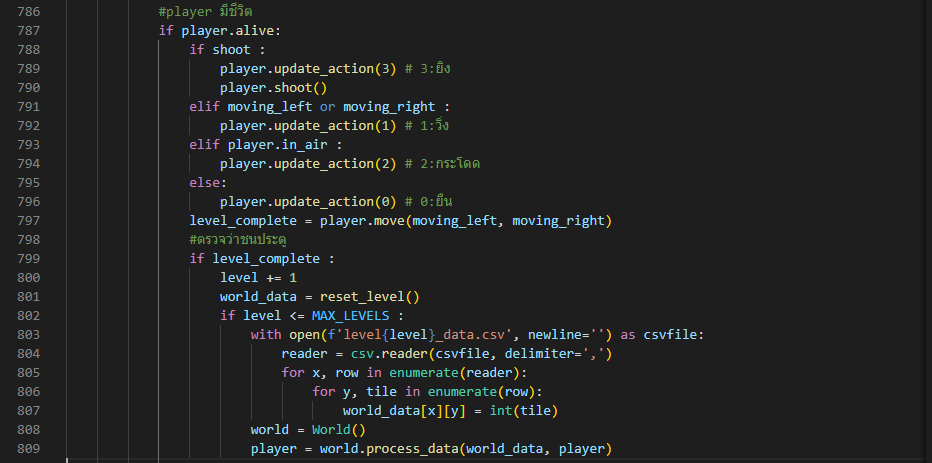 786 #player มีชีวิต
787 if player.alive:
788 if shoot :
789 player.update_action(3) # 3:ยิง
790 player.shoot()
791 elif moving_left or moving_right :
792 player.update_action(1) # 1:วิ่ง
793 elif player.in_air :
794 player.update_action(2) # 2:กระโดด
795 else:
796 player.update_action(0) # 0:ยืน
797 level_complete = player.move(moving_left, moving_right)
798 #ตรวจว่าชนประตู
799 if level_complete :
800 level += 1
801 world_data = reset_level()
802 if level <= MAX_LEVELS :
803 with open(f'level{level}_data.csv', newline='') as csvfile:
804 reader = csv.reader(csvfile, delimiter=',')
805 for x, row in enumerate(reader):
806 for y, tile in enumerate(row):
807 world_data[x][y] = int(tile)
808 world = World()
809 player = world.process_data(world_data, player)